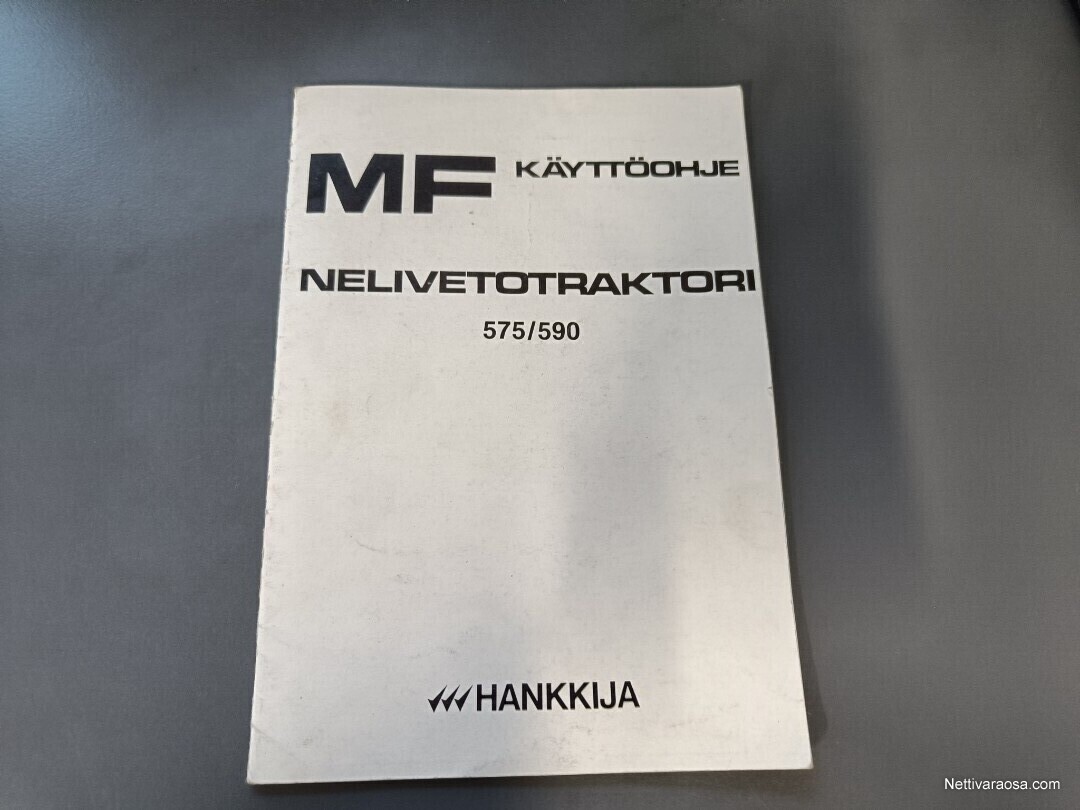 MF KÄYTTÖOHJE
NELIVETOTRAKTORI
575/590
HANKKIJA
Nettivaraosa.com